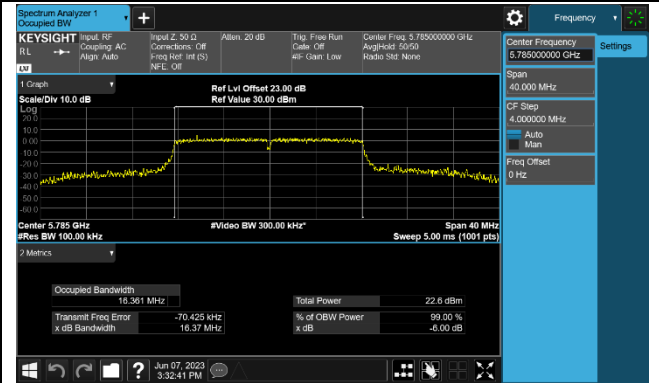 Spectrum Analyzer 1
Occupied BW
Frequency
KEYSIGHT
RL
LXI
Input: RF
Coupling: AC
Align: Auto
Input Z: 50 Ω
Corrections: Off
Freq Ref: Int (S)
NFE: Off
Atten: 20 dB
Trig: Free Run
Gate: Off
#IF Gain: Low
Center Freq: 5.785000000 GHz
Avg|Hold: 50/50
Radio Std: None
Center Frequency
5.785000000 GHz
Settings
Span
40.000 MHz
CF Step
4.000000 MHz
Auto
Man
Freq Offset
0 Hz
1 Graph
Scale/Div 10.0 dB
Ref Lvl Offset 23.00 dB
Ref Value 30.00 dBm
Log
20.0
10.0
0.00
-10.0
-20.0
-30.0
-40.0
-50.0
-60.0
Center 5.785 GHz
#Res BW 100.00 kHz
#Video BW 300.00 kHz*
Span 40 MHz
Sweep 5.00 ms (1001 pts)
2 Metrics
Occupied Bandwidth
16.361 MHz
Total Power 22.6 dBm
Transmit Freq Error -70.425 kHz
% of OBW Power 99.00 %
x dB Bandwidth 16.37 MHz
x dB -6.00 dB
?
Jun 07, 2023
3:32:41 PM